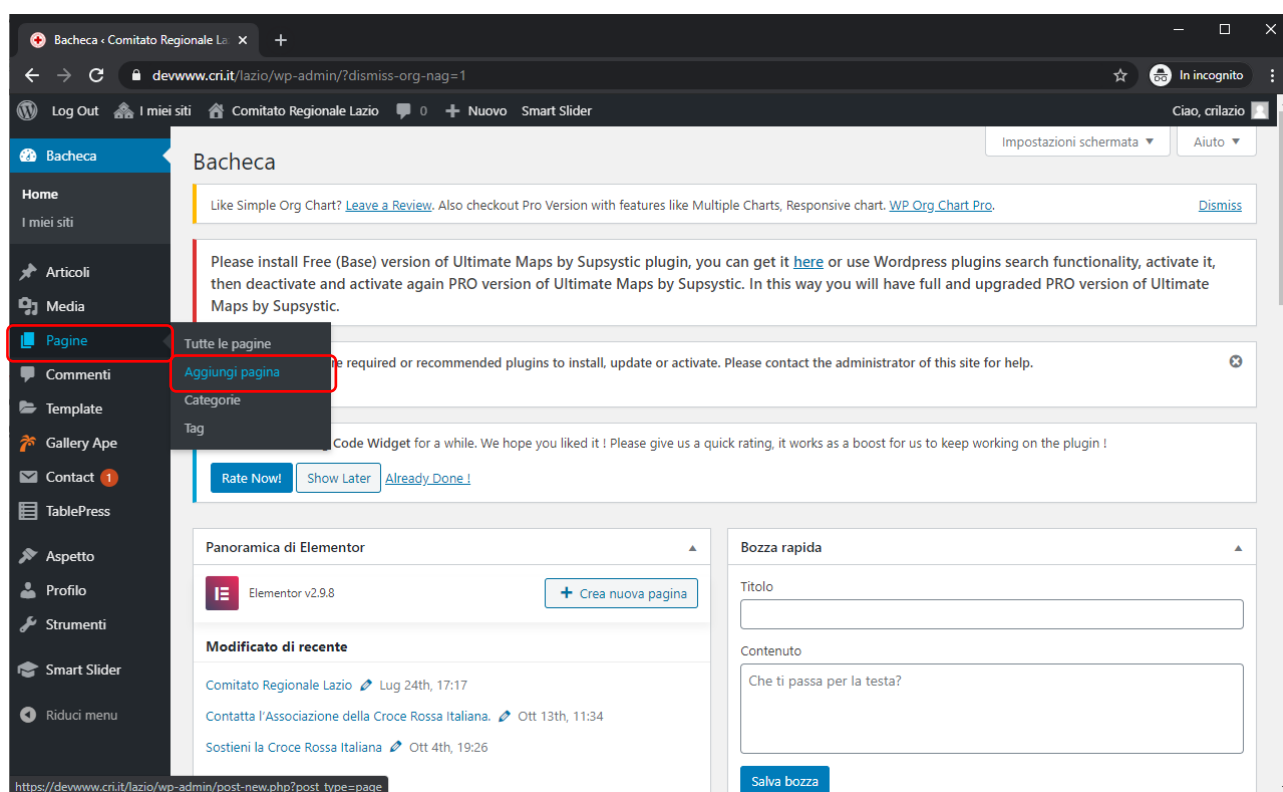 Bacheca ‹ Comitato Regionale La
devwww.cri.it/lazio/wp-admin/?dismiss-org-nag=1
In incognito
Log Out I miei siti Comitato Regionale Lazio 0 Nuovo Smart Slider Ciao, crilazio
Bacheca
Home
I miei siti
Articoli
Media
Pagine
Commenti
Template
Gallery Ape
Contact 1
TablePress
Aspetto
Profilo
Strumenti
Smart Slider
Riduci menu
Tutte le pagine
Aggiungi pagina
Categorie
Tag
Impostazioni schermata Aiuto
Bacheca
Like Simple Org Chart? Leave a Review. Also checkout Pro Version with features like Multiple Charts, Responsive chart. WP Org Chart Pro. Dismiss
Please install Free (Base) version of Ultimate Maps by Supsystic plugin, you can get it here or use Wordpress plugins search functionality, activate it,
then deactivate and activate again PRO version of Ultimate Maps by Supsystic. In this way you will have full and upgraded PRO version of Ultimate
Maps by Supsystic.
required or recommended plugins to install, update or activate. Please contact the administrator of this site for help.
Code Widget for a while. We hope you liked it ! Please give us a quick rating, it works as a boost for us to keep working on the plugin !
Rate Now! Show Later Already Done !
Panoramica di Elementor
Elementor v2.9.8 + Crea nuova pagina
Modificato di recente
Comitato Regionale Lazio Lug 24th, 17:17
Contatta l'Associazione della Croce Rossa Italiana. Ott 13th, 11:34
Sostieni la Croce Rossa Italiana Ott 4th, 19:26
Bozza rapida
Titolo
Contenuto
Che ti passa per la testa?
Salva bozza
https://devwww.cri.it/lazio/wp-admin/post-new.php?post_type=page